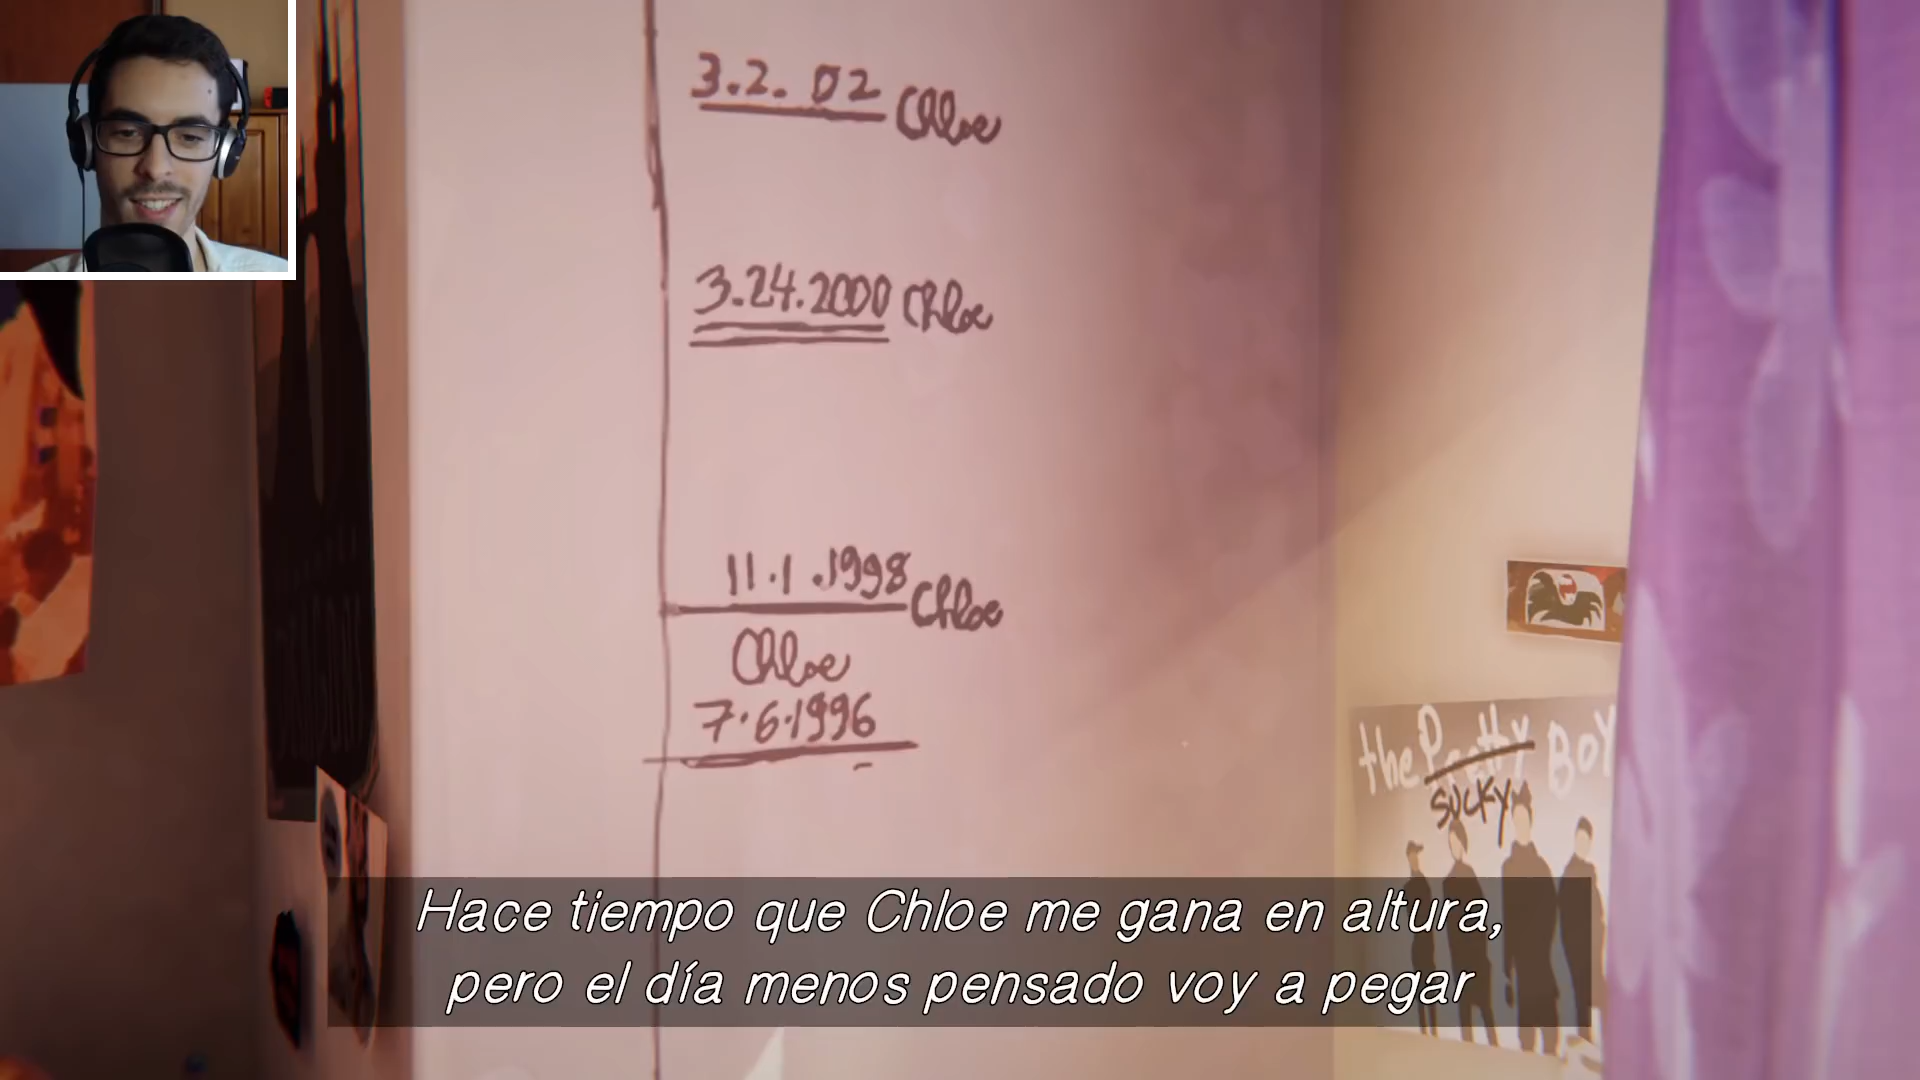 3.2. 02 Chloe
3.24.2000 Chloe
11.1.1998 Chloe
Chloe
7.6.1996
the Pretty BOY
SUCKY
Hace tiempo que Chloe me gana en altura,
pero el día menos pensado voy a pegar